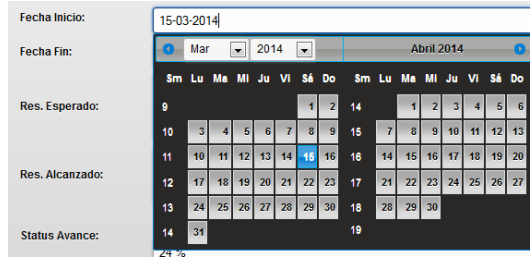 Fecha Inicio: 15-03-2014
Fecha Fin: Mar 2014 Abril 2014
Sm Lu Ma Mi Ju Vi Sá Do Sm Lu Ma Mi Ju Vi Sá Do
Res. Esperado: 9 1 2 14 1 2 3 4 5 6
10 3 4 5 6 7 8 9 15 7 8 9 10 11 12 13
11 10 11 12 13 14 15 16 16 14 15 16 17 18 19 20
Res. Alcanzado: 12 17 18 19 20 21 22 23 17 21 22 23 24 25 26 27
13 24 25 26 27 28 29 30 18 28 29 30
Status Avance: 14 31 19
24 %